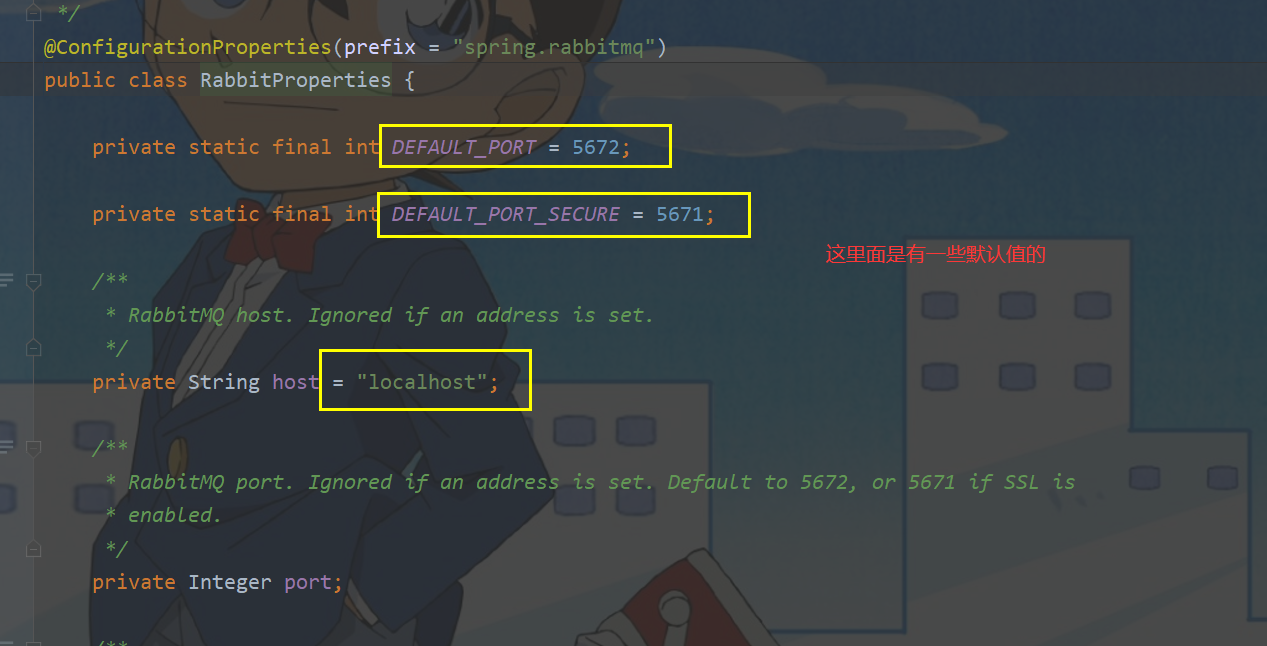 */
@ConfigurationProperties(prefix = "spring.rabbitmq")
public class RabbitProperties {
private static final int DEFAULT_PORT = 5672;
private static final int DEFAULT_PORT_SECURE = 5671;
这里面是有一些默认值的
/**
* RabbitMQ host. Ignored if an address is set.
*/
private String host = "localhost";
/**
* RabbitMQ port. Ignored if an address is set. Default to 5672, or 5671 if SSL is
* enabled.
*/
private Integer port;
/**